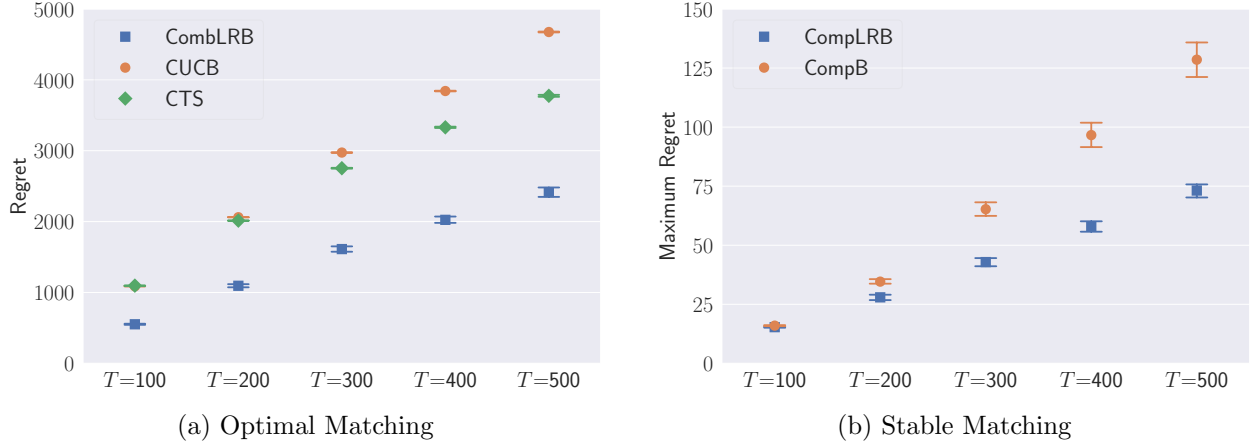 5000
4000
3000
2000
1000
0
Regret
CombLRB
CUCB
CTS
T=100
T=200
T=300
T=400
T=500
(a) Optimal Matching
150
125
100
75
50
25
0
Maximum Regret
CompLRB
CompB
T=100
T=200
T=300
T=400
T=500
(b) Stable Matching